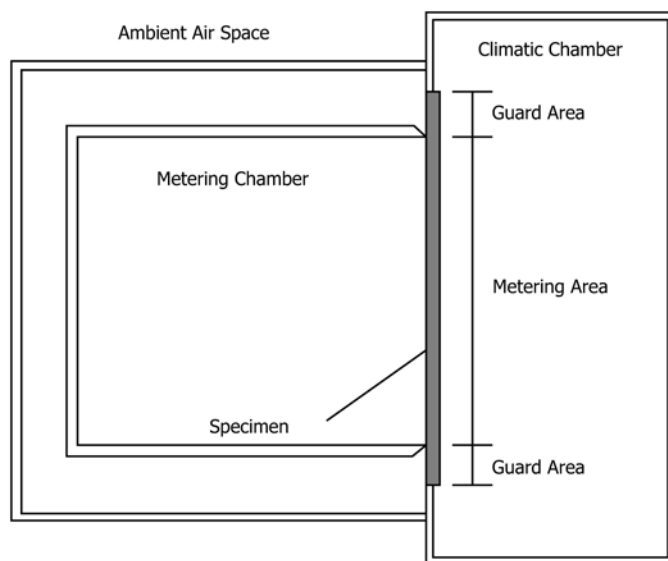 Ambient Air Space
Climatic Chamber
Guard Area
Metering Chamber
Metering Area
Specimen
Guard Area